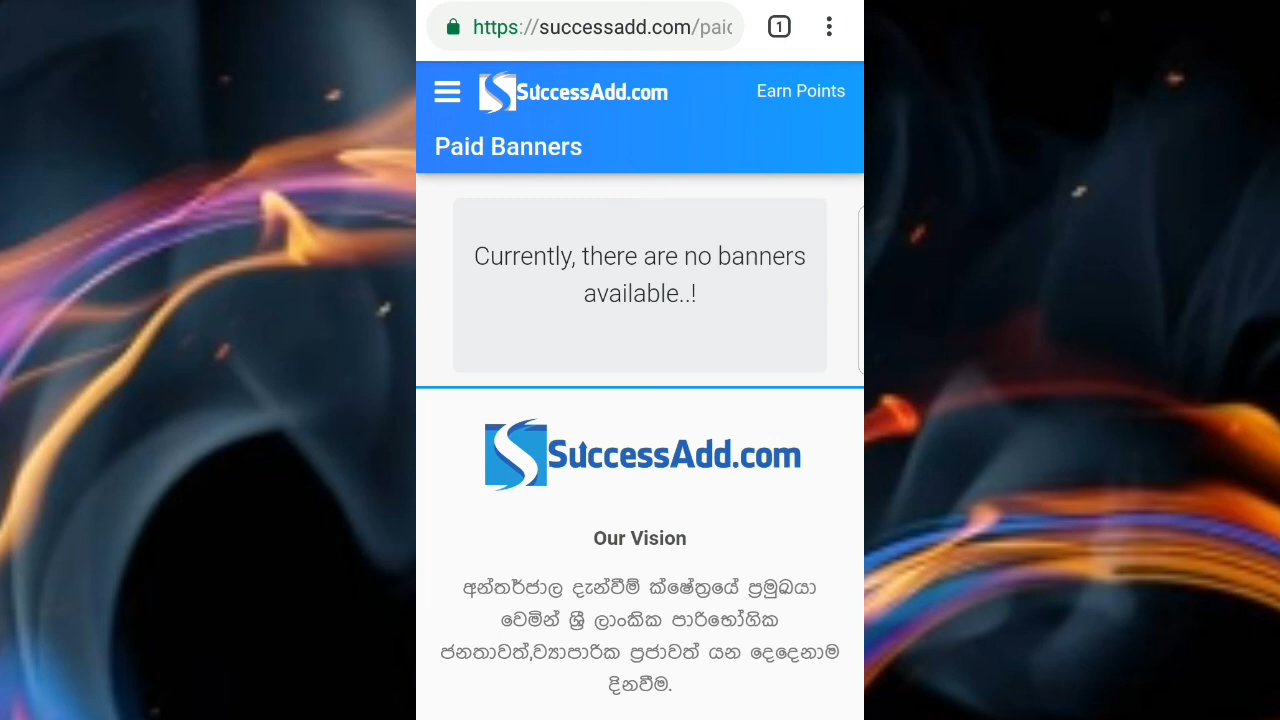 https://successadd.com/paid
1
SuccessAdd.com
Earn Points
Paid Banners
Currently, there are no banners
available..!
SuccessAdd.com
Our Vision
අන්තර්ජාල දැන්වීම් ක්ෂේත්‍රයේ ප්‍රමුඛයා
වෙමින් ශ්‍රී ලාංකික පාරිභෝගික
ජනතාවත්,ව්‍යාපාරික ප්‍රජාවත් යන දෙදෙනාම
දිනවීම.